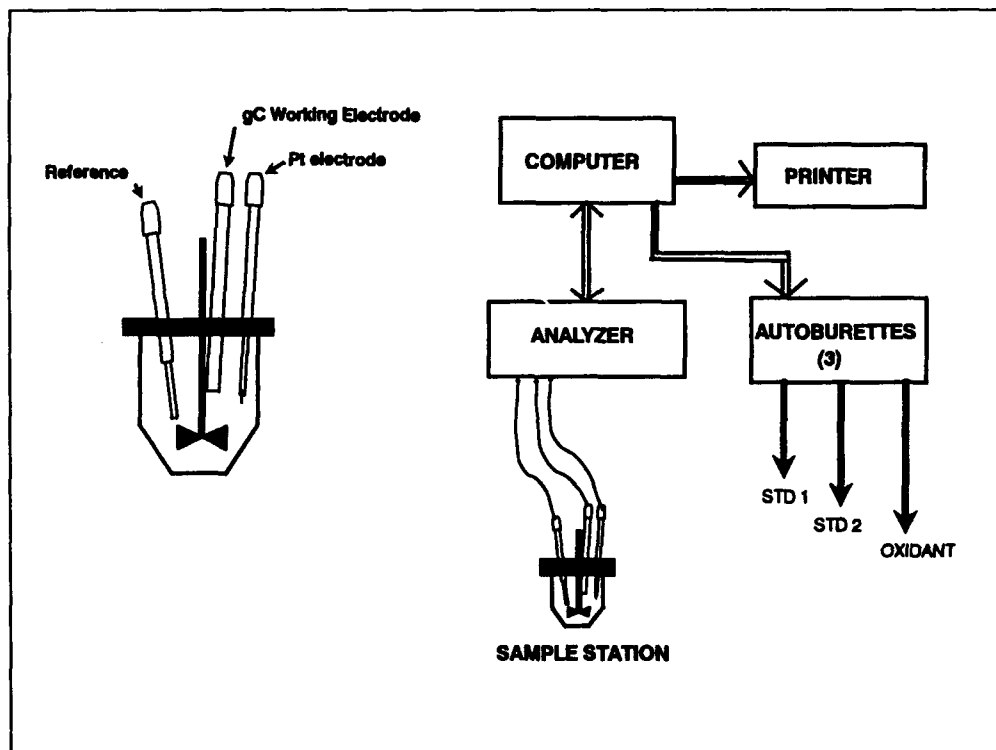 gC Working Electrode
Pt electrode
Reference
COMPUTER
PRINTER
ANALYZER
AUTOBURETTES
(3)
STD 1
STD 2
OXIDANT
SAMPLE STATION